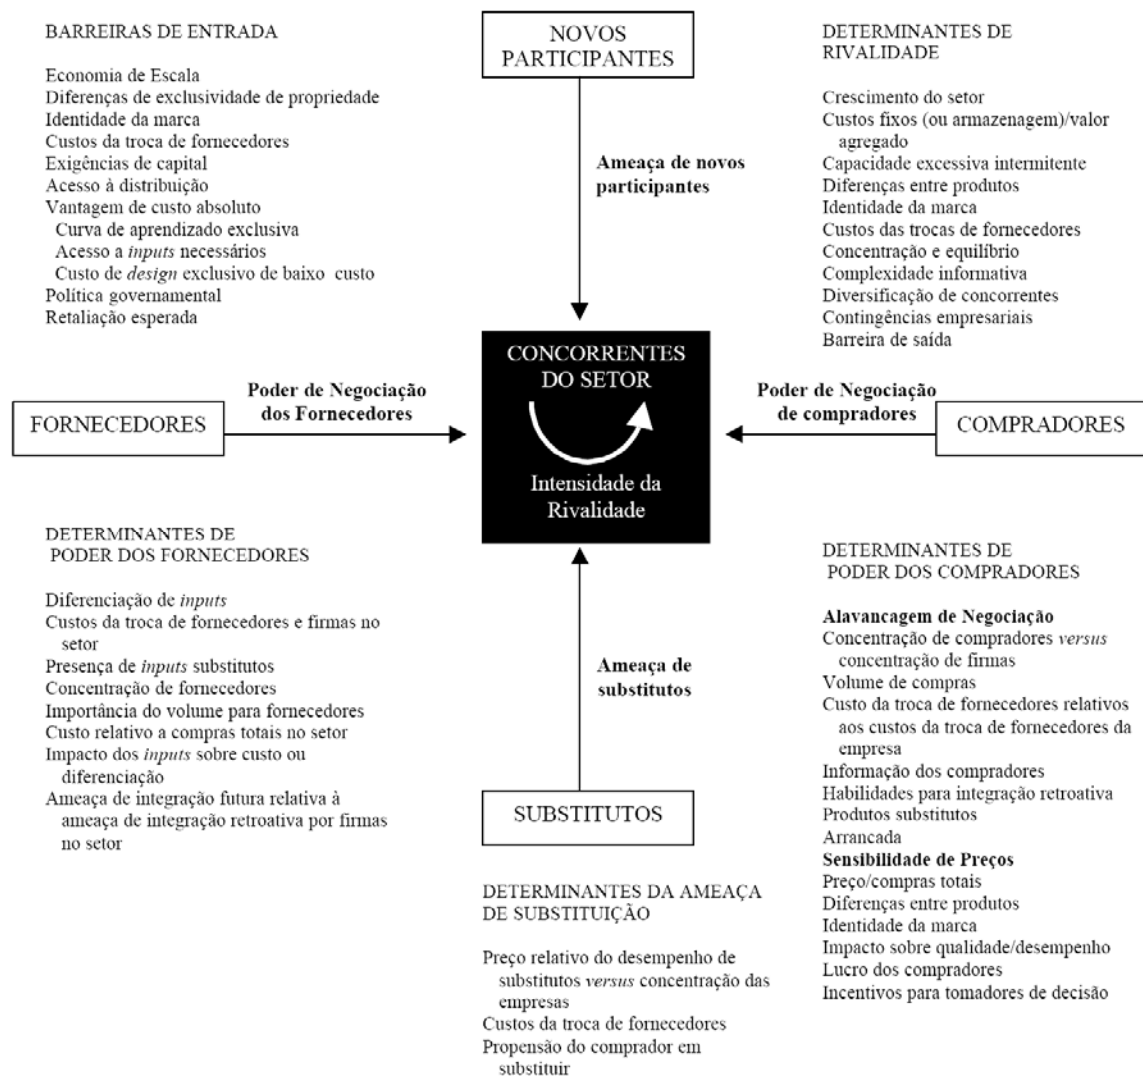 BARREIRAS DE ENTRADA
Economia de Escala
Diferenças de exclusividade de propriedade
Identidade da marca
Custos da troca de fornecedores
Exigências de capital
Acesso à distribuição
Vantagem de custo absoluto
Curva de aprendizado exclusiva
Acesso a inputs necessários
Custo de design exclusivo de baixo custo
Política governamental
Retaliação esperada
NOVOS
PARTICIPANTES
Ameaça de novos
participantes
DETERMINANTES DE
RIVALIDADE
Crescimento do setor
Custos fixos (ou armazenagem)/valor
agregado
Capacidade excessiva intermitente
Diferenças entre produtos
Identidade da marca
Custos das trocas de fornecedores
Concentração e equilíbrio
Complexidade informativa
Diversificação de concorrentes
Contingências empresariais
Barreira de saída
FORNECEDORES
Poder de Negociação
dos Fornecedores
CONCORRENTES
DO SETOR
Intensidade da
Rivalidade
Poder de Negociação
de compradores
COMPRADORES
DETERMINANTES DE
PODER DOS FORNECEDORES
Diferenciação de inputs
Custos da troca de fornecedores e firmas no
setor
Presença de inputs substitutos
Concentração de fornecedores
Importância do volume para fornecedores
Custo relativo a compras totais no setor
Impacto dos inputs sobre custo ou
diferenciação
Ameaça de integração futura relativa à
ameaça de integração retroativa por firmas
no setor
Ameaça de
substitutos
SUBSTITUTOS
DETERMINANTES DA AMEAÇA
DE SUBSTITUIÇÃO
Preço relativo do desempenho de
substitutos versus concentração das
empresas
Custos da troca de fornecedores
Propensão do comprador em
substituir
DETERMINANTES DE
PODER DOS COMPRADORES
Alavancagem de Negociação
Concentração de compradores versus
concentração de firmas
Volume de compras
Custo da troca de fornecedores relativos
aos custos da troca de fornecedores da
empresa
Informação dos compradores
Habilidades para integração retroativa
Produtos substitutos
Arrancada
Sensibilidade de Preços
Preço/compras totais
Diferenças entre produtos
Identidade da marca
Impacto sobre qualidade/desempenho
Lucro dos compradores
Incentivos para tomadores de decisão